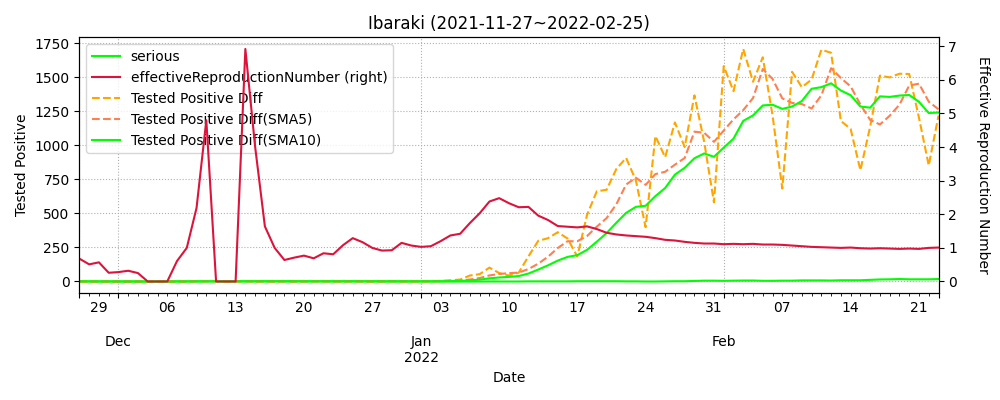 Ibaraki (2021-11-27~2022-02-25)
1750
1500
1250
1000
750
500
250
0
Tested Positive
serious
effectiveReproductionNumber (right)
Tested Positive Diff
Tested Positive Diff(SMA5)
Tested Positive Diff(SMA10)
7
6
5
4
3
2
1
0
Effective Reproduction Number
29 06 13 20 27 03 10 17 24 31 07 14 21
Dec Jan Feb
2022
Date